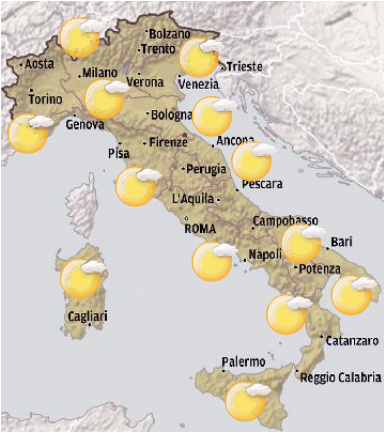 Bolzano
Trento
Aosta
Trieste
Milano
Verona
Venezia
Torino
Genova
Bologna
Firenze
Ancona
Pisa
Perugia
Pescara
L'Aquila
ROMA
Campobasso
Bari
Napoli
Potenza
Cagliari
Catanzaro
Palermo
Reggio Calabria